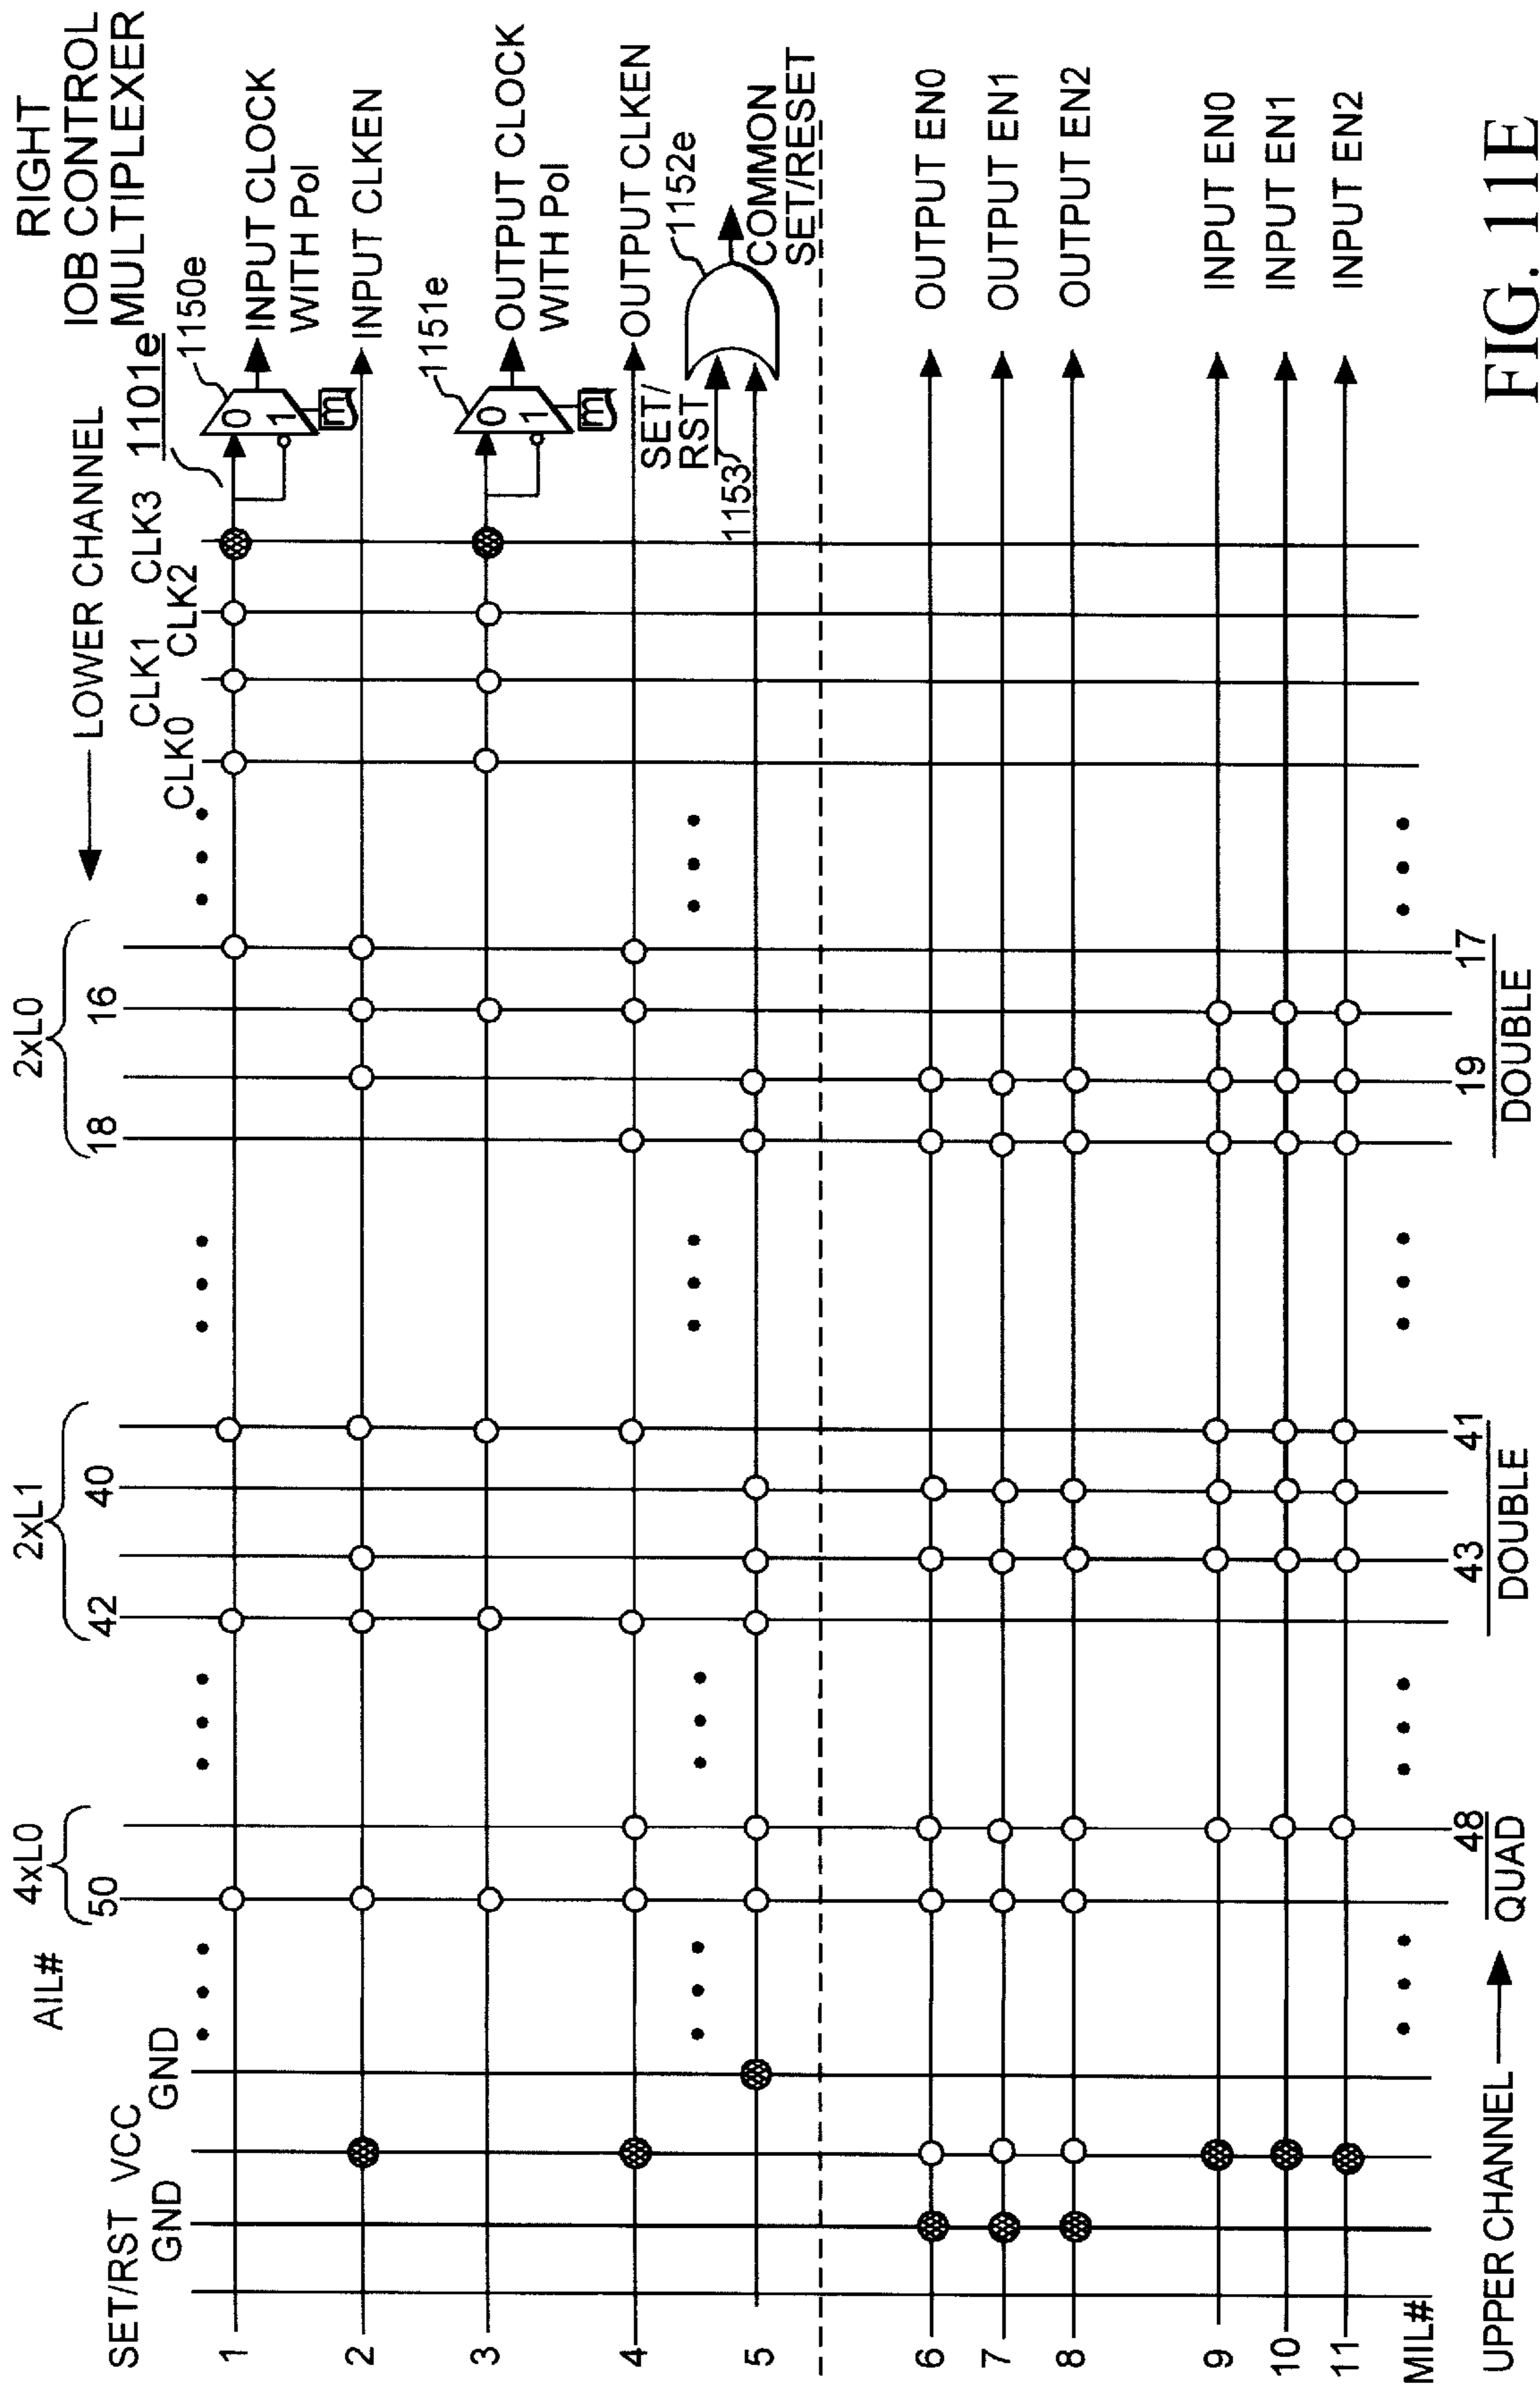 RIGHT
IOB CONTROL
MULTIPLEXER
LOWER CHANNEL
1101e
2xL0
2xL1
4xL0
AIL#
18
16
42
40
50
SET/RST
GND
VCC
GND
CLK0
CLK1
CLK2
CLK3
1150e
0
1
m
INPUT CLOCK
WITH Pol
INPUT CLKEN
1151e
0
1
m
OUTPUT CLOCK
WITH Pol
OUTPUT CLKEN
SET/
RST
1153
1152e
COMMON
SET/RESET
OUTPUT EN0
OUTPUT EN1
OUTPUT EN2
INPUT EN0
INPUT EN1
INPUT EN2
1
2
3
4
5
6
7
8
9
10
11
MIL#
UPPER CHANNEL
48
QUAD
43
41
DOUBLE
19
17
DOUBLE
FIG. 11E